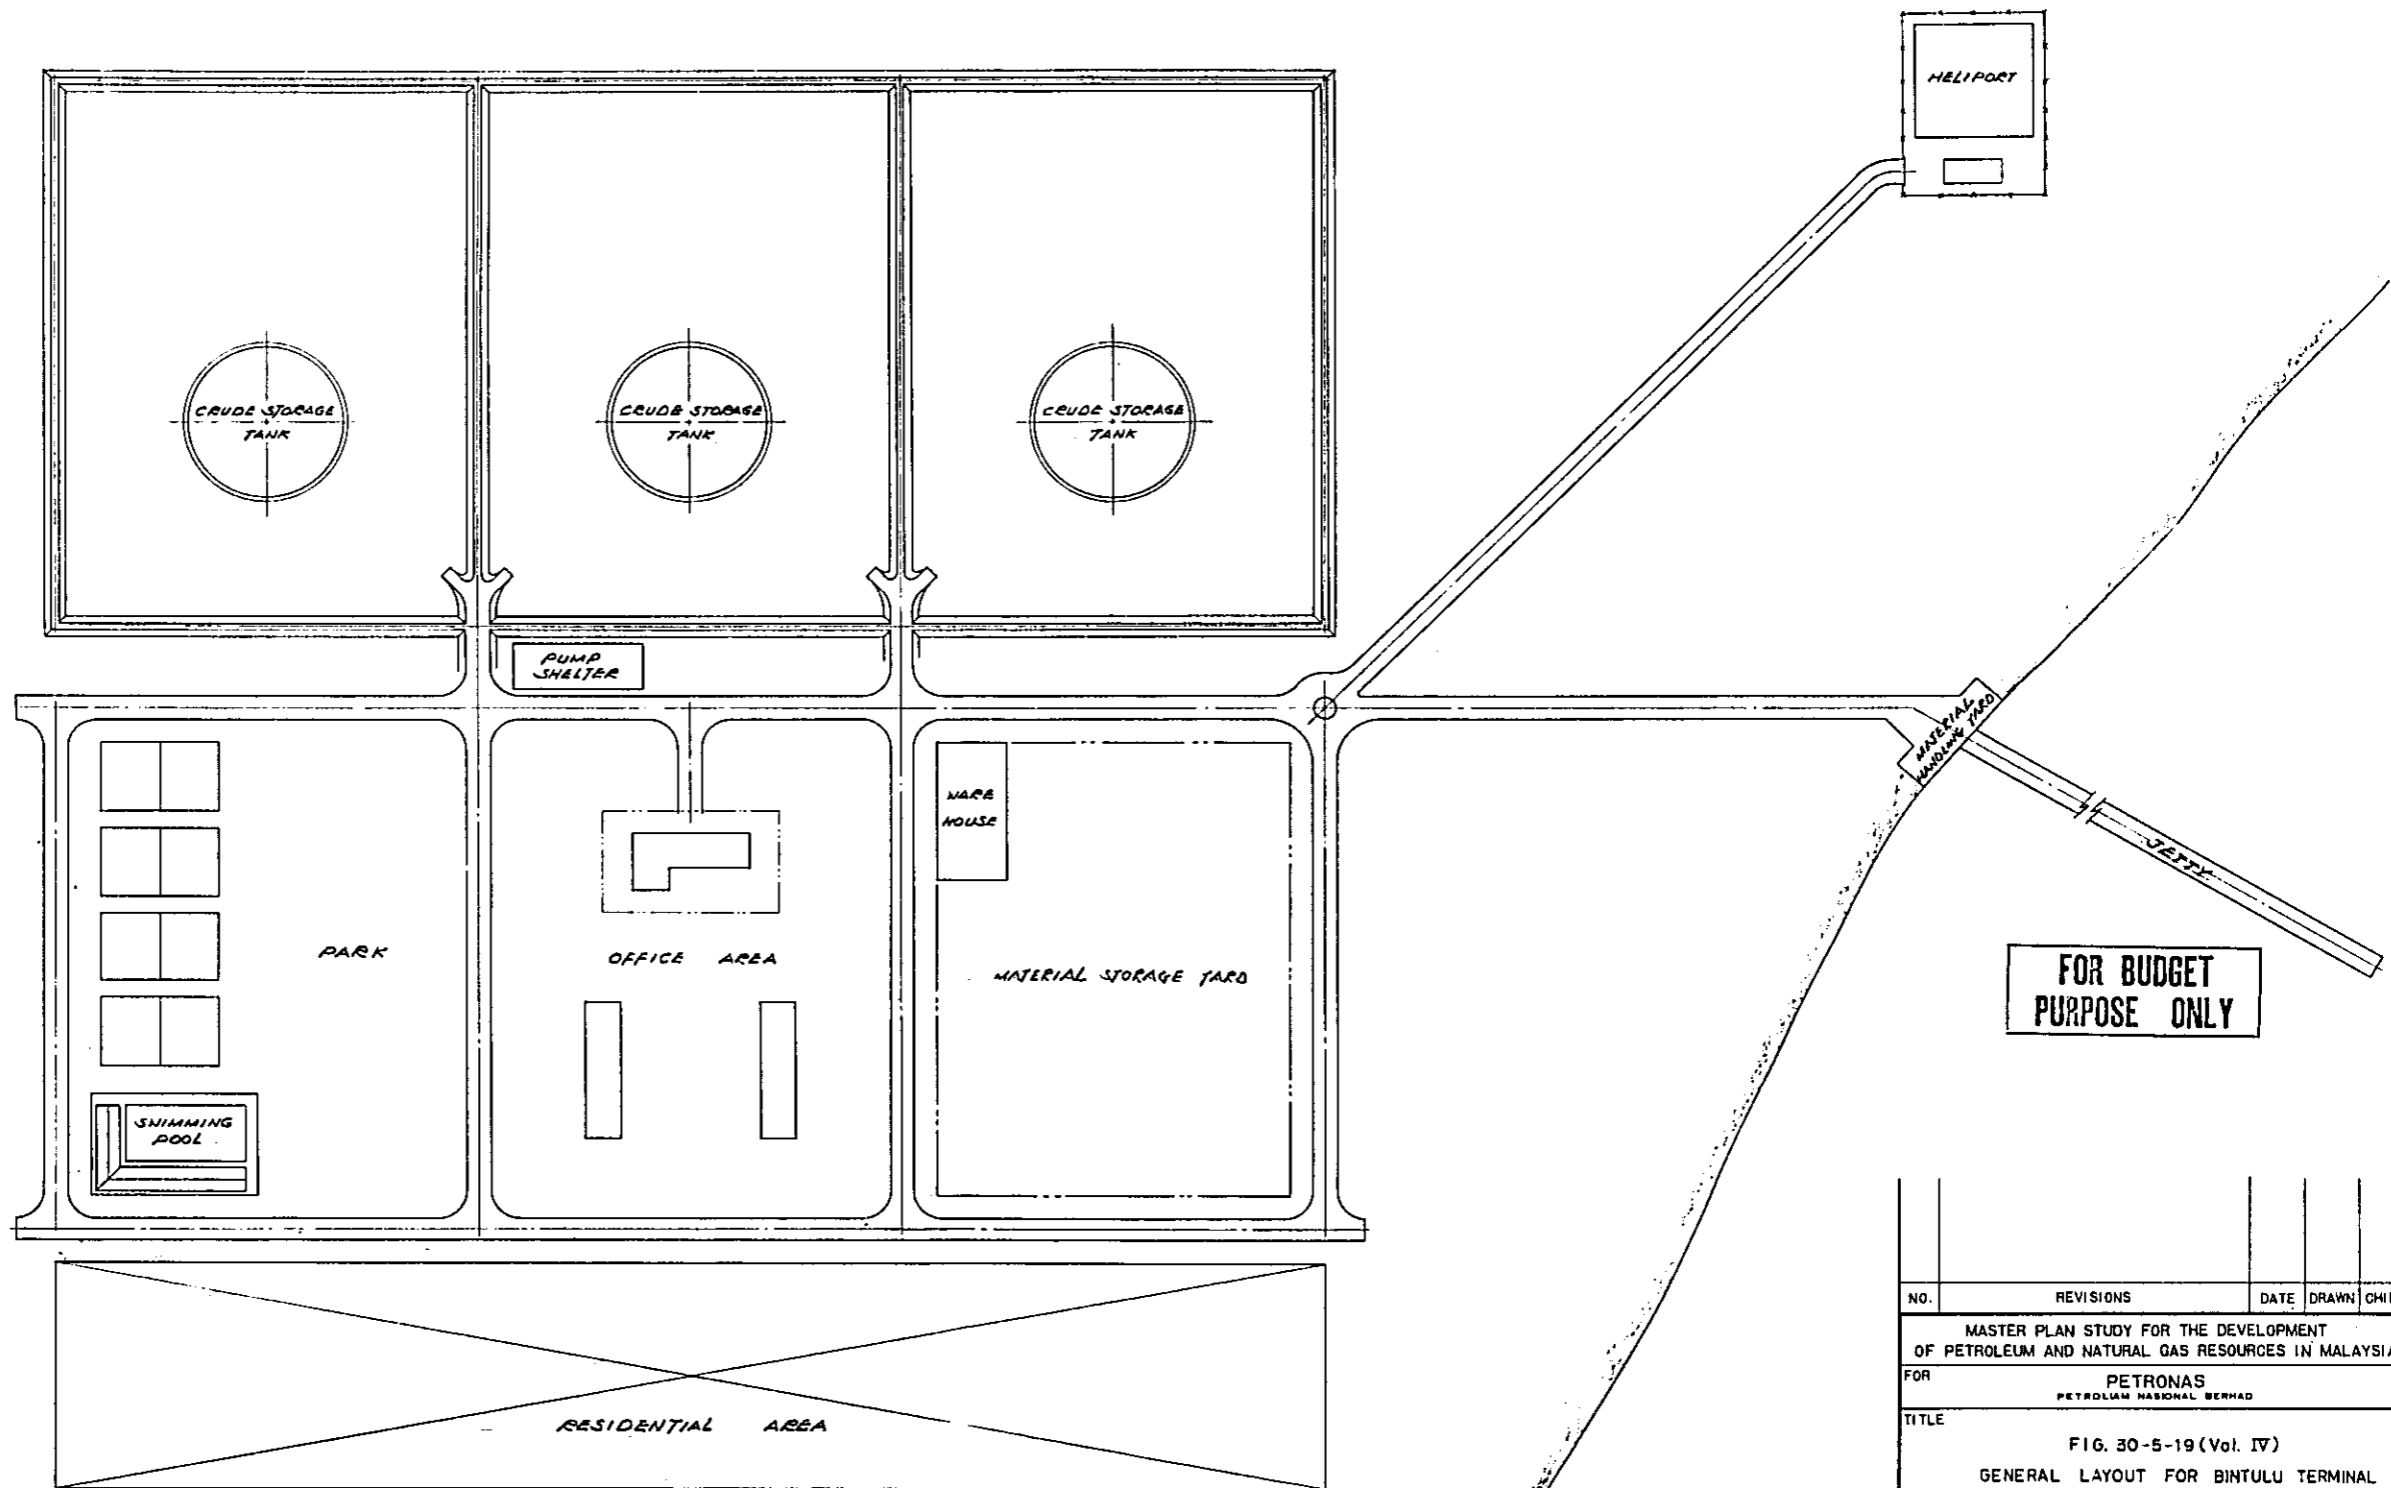 HELIPORT
CRUDE STORAGE
TANK
CRUDE STORAGE
TANK
CRUDE STORAGE
TANK
PUMP
SHELTER
MATERIAL
HANDLING YARD
WARE
HOUSE
JETTY
PARK
OFFICE AREA
MATERIAL STORAGE YARD
FOR BUDGET
PURPOSE ONLY
SWIMMING
POOL
RESIDENTIAL AREA
NO. REVISIONS DATE DRAWN
MASTER PLAN STUDY FOR THE DEVELOPMENT
OF PETROLEUM AND NATURAL GAS RESOURCES IN MALAYSIA
FOR PETRONAS
PETROLIAM NASIONAL BERHAD
TITLE
FIG. 30-5-19 (Vol. IV)
GENERAL LAYOUT FOR BINTULU TERMINAL